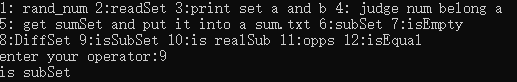 1: rand_num 2:readSet 3:print set a and b 4: judge num belong a
5: get sumSet and put it into a sum.txt 6:subSet 7:isEmpty
8:DiffSet 9:isSubSet 10:is realSub 11:opps 12:isEqual
enter your operator:9
is subSet